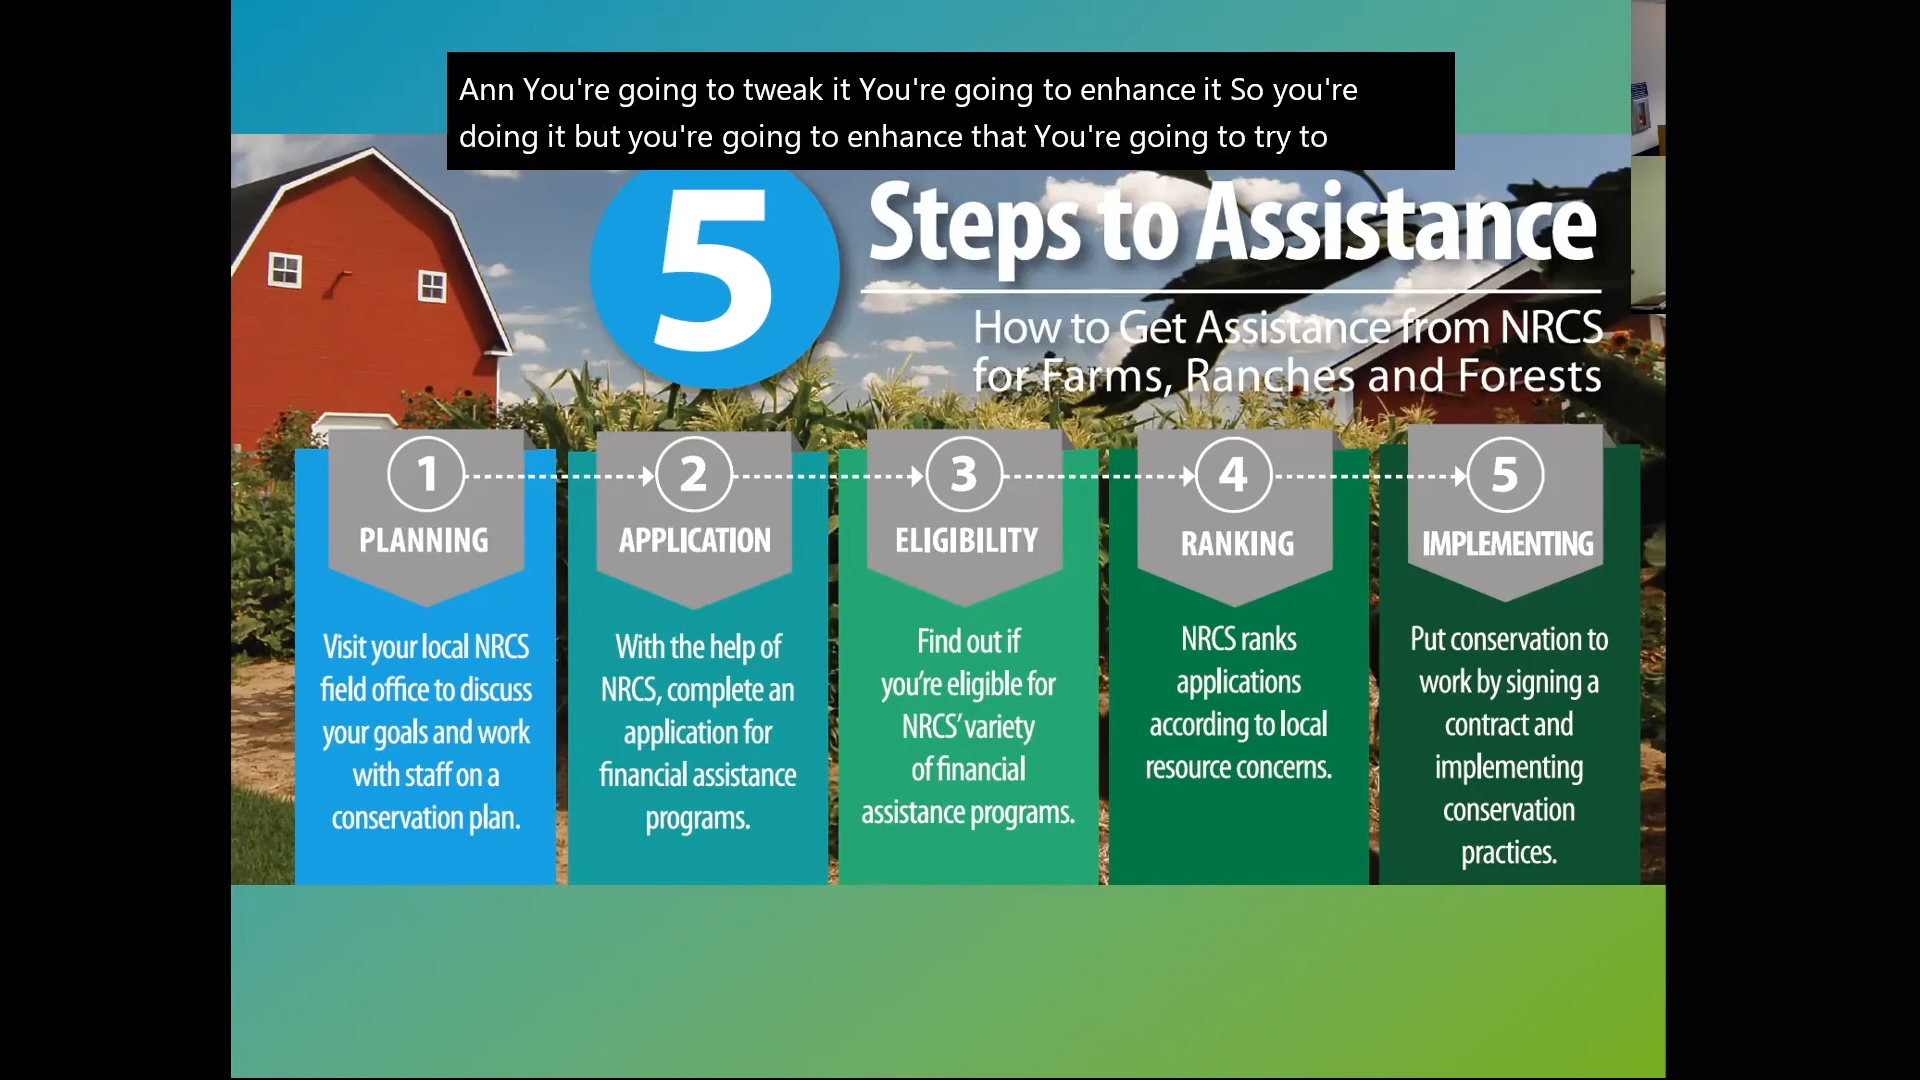 Ann You're going to tweak it You're going to enhance it So you're
doing it but you're going to enhance that You're going to try to
5
Steps to Assistance
How to Get Assistance from NRCS
for Farms, Ranches and Forests
1
PLANNING
Visit your local NRCS
field office to discuss
your goals and work
with staff on a
conservation plan.
2
APPLICATION
With the help of
NRCS, complete an
application for
financial assistance
programs.
3
ELIGIBILITY
Find out if
you're eligible for
NRCS' variety
of financial
assistance programs.
4
RANKING
NRCS ranks
applications
according to local
resource concerns.
5
IMPLEMENTING
Put conservation to
work by signing a
contract and
implementing
conservation
practices.